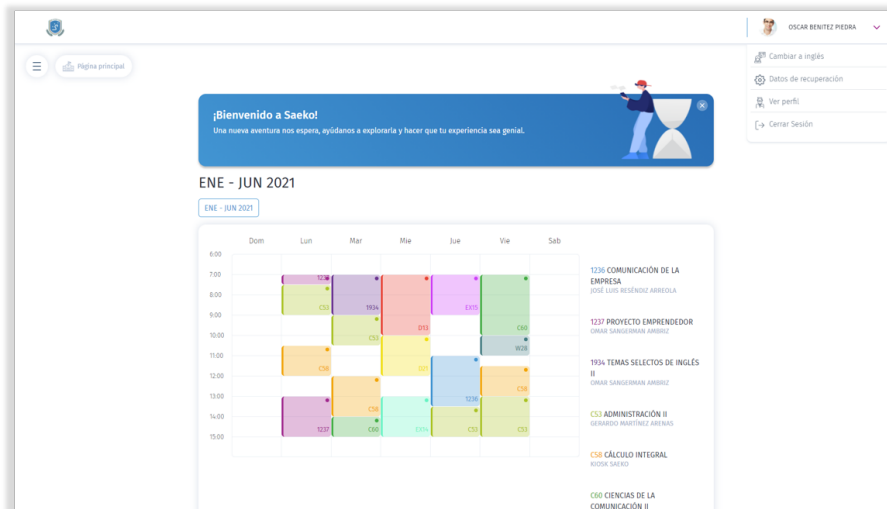 OSCAR BENITEZ PIEDRA
Página principal
Cambiar a inglés
Datos de recuperación
Ver perfil
Cerrar Sesión
¡Bienvenido a Saeko!
Una nueva aventura nos espera, ayúdanos a explorarla y hacer que tu experiencia sea genial.
ENE - JUN 2021
ENE - JUN 2021
Dom Lun Mar Mie Jue Vie Sab
6:00
7:00
8:00
9:00
10:00
11:00
12:00
13:00
14:00
15:00
C53 1934 EX15
D13 C60
C53 W28
C58
C58
C58 1236
1237 C60 C53 C53
1236 COMUNICACIÓN DE LA
EMPRESA
JOSÉ LUIS RESÉNDIZ ARREOLA
1237 PROYECTO EMPRENDEDOR
OMAR SANGERMAN AMBRIZ
1934 TEMAS SELECTOS DE INGLÉS
II
OMAR SANGERMAN AMBRIZ
C53 ADMINISTRACIÓN II
GERARDO MARTÍNEZ ARENAS
C58 CÁLCULO INTEGRAL
KIOSK SAEKO
C60 CIENCIAS DE LA
COMUNICACIÓN II